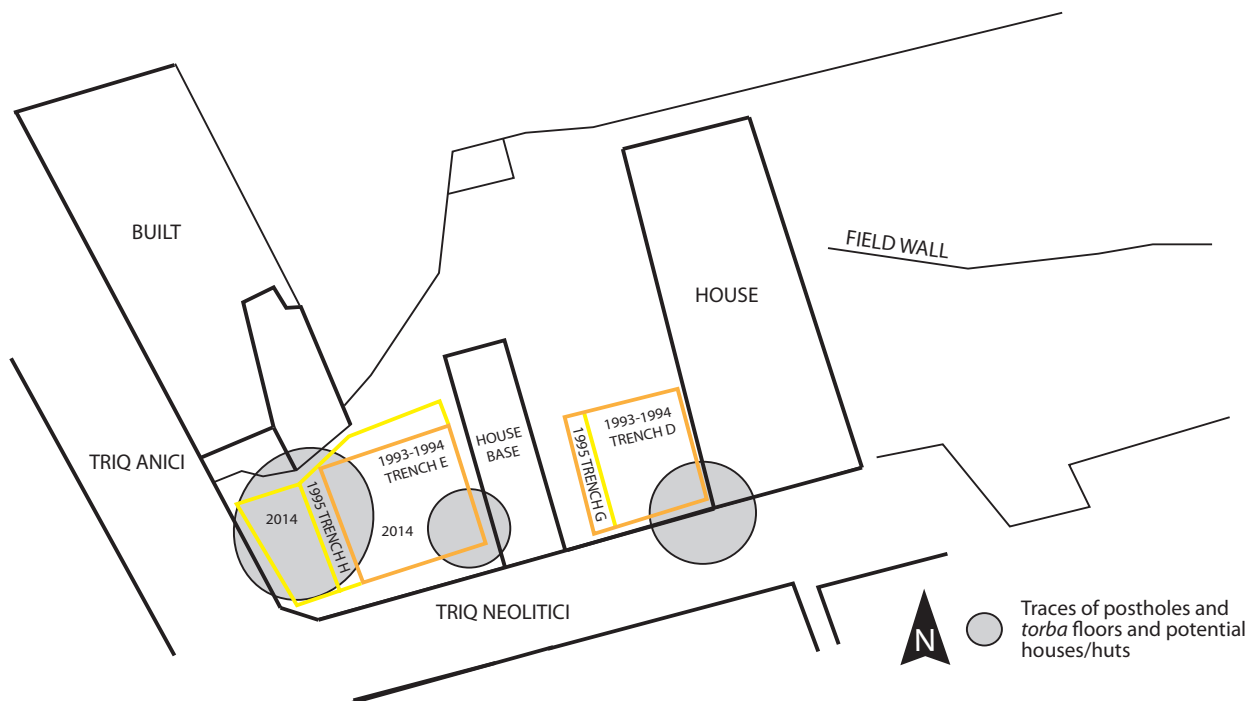 BUILT
FIELD WALL
HOUSE
1993-1994
TRENCH D
1995 TRENCH G
HOUSE
BASE
1993-1994
TRENCH E
TRIQ ANICI
1995 TRENCH H
2014
2014
TRIQ NEOLITICI
N
Traces of postholes and
torba floors and potential
houses/huts